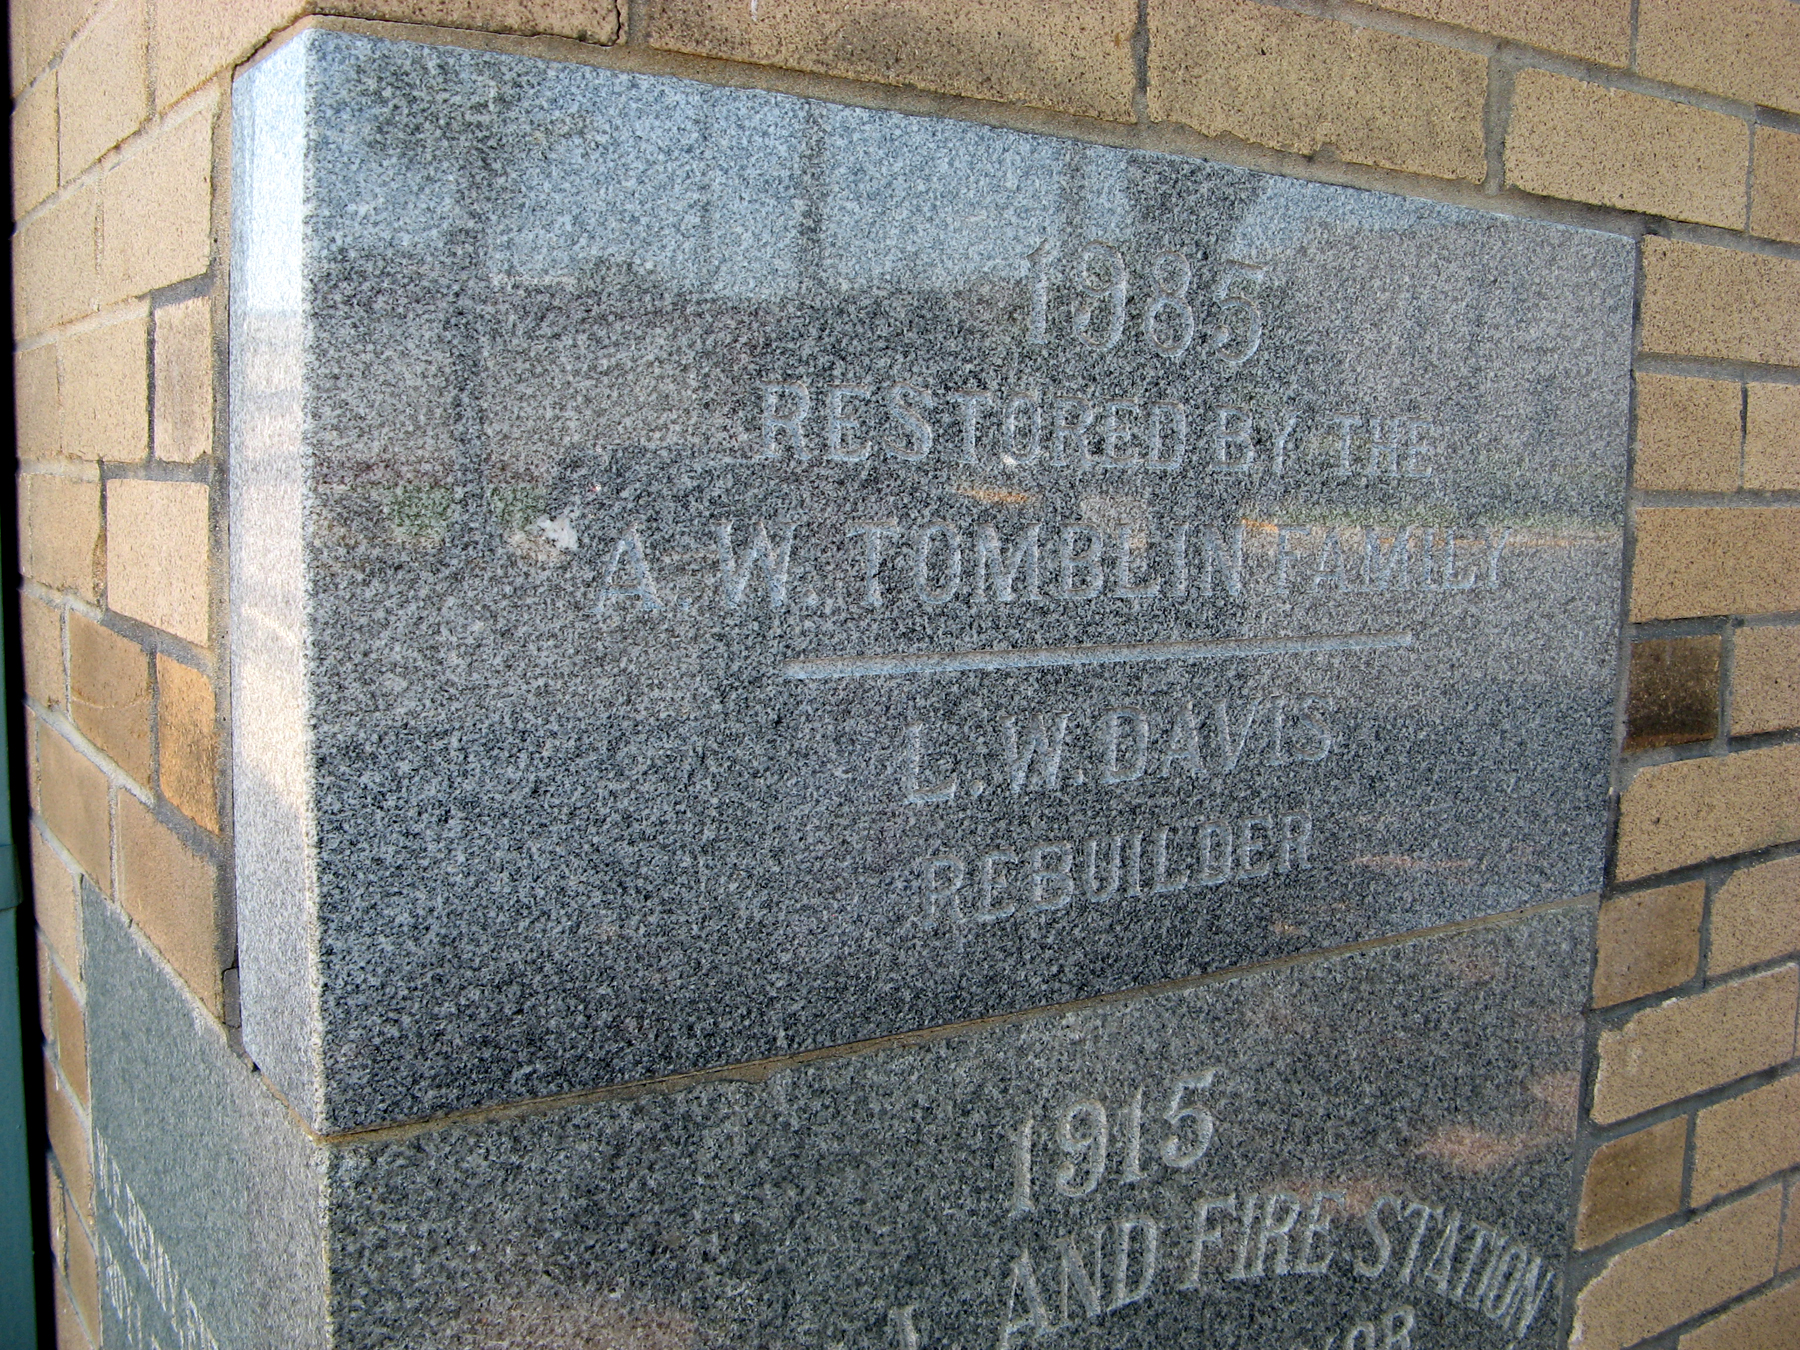 1985
RESTORED BY THE
A. W. TOMBLIN FAMILY
L. W. DAVIS
REBUILDER
1915
AND FIRE STATION